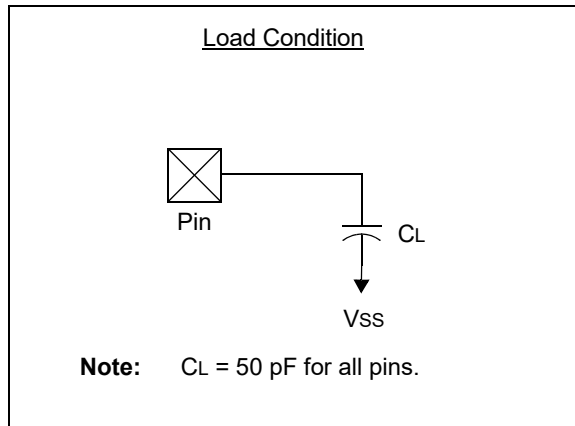 Load Condition
Pin
CL
VSS
Note: CL = 50 pF for all pins.